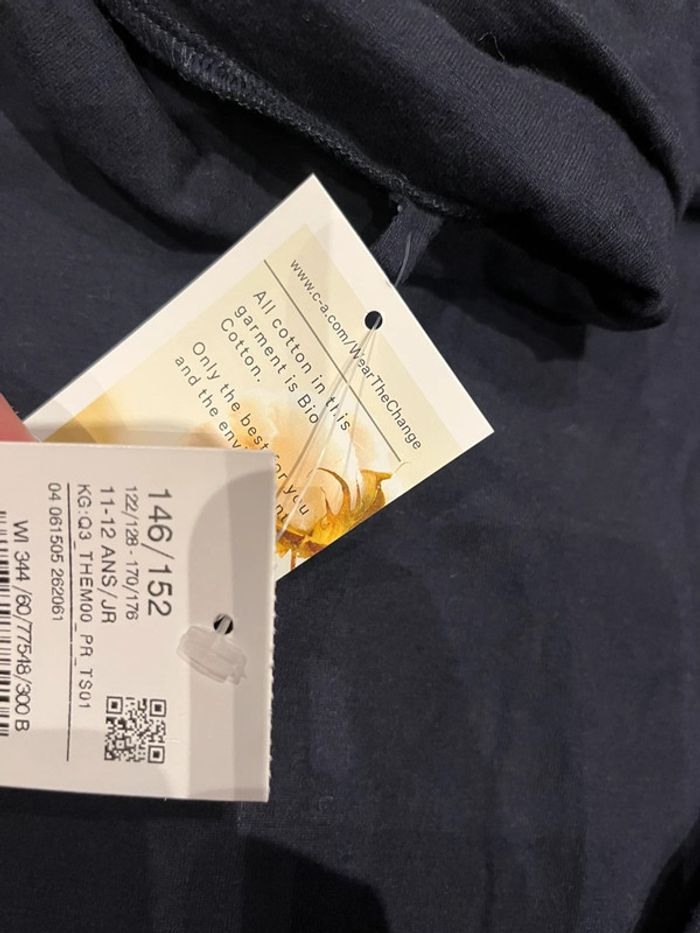 www.c-a.com/WearTheChange
All cotton in this
garment is Bio
Cotton.
Only the best for you
and the
146/152
122/128 - 170/176
11-12 ANS/JR
KG:Q3_THEM00_PR_TS01
04 061505 262061
WI 344 /60/77548/300 B